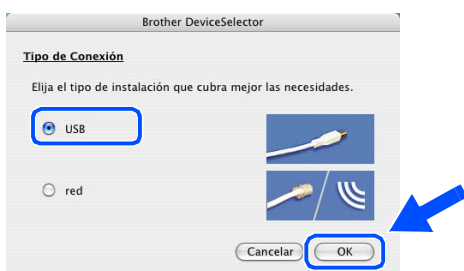 Brother DeviceSelector
Tipo de Conexión
Elija el tipo de instalación que cubra mejor las necesidades.
USB
red
Cancelar OK